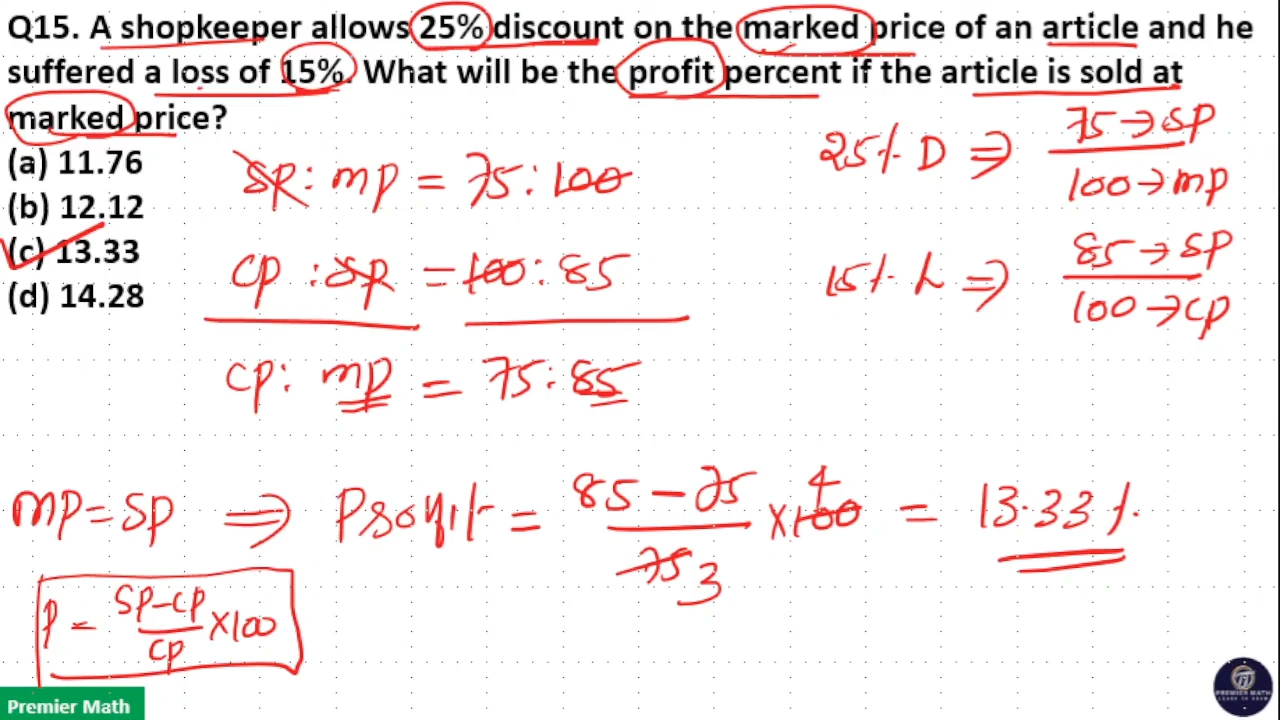 Q15. A shopkeeper allows 25% discount on the marked price of an article and he
suffered a loss of 15%. What will be the profit percent if the article is sold at
marked price?
(a) 11.76
(b) 12.12
(c) 13.33
(d) 14.28
SP : MP = 75 : 100
CP : SP = 100 : 85
CP : MP = 75 : 85
25% D ⇒ 75 → SP
100 → MP
15% L ⇒ 85 → SP
100 → CP
MP = SP ⇒ Profit = 85 - 75 / 75 3 × 100 4 = 13.33 %.
P = SP - CP / CP × 100
Premier Math
PREMIER MATH